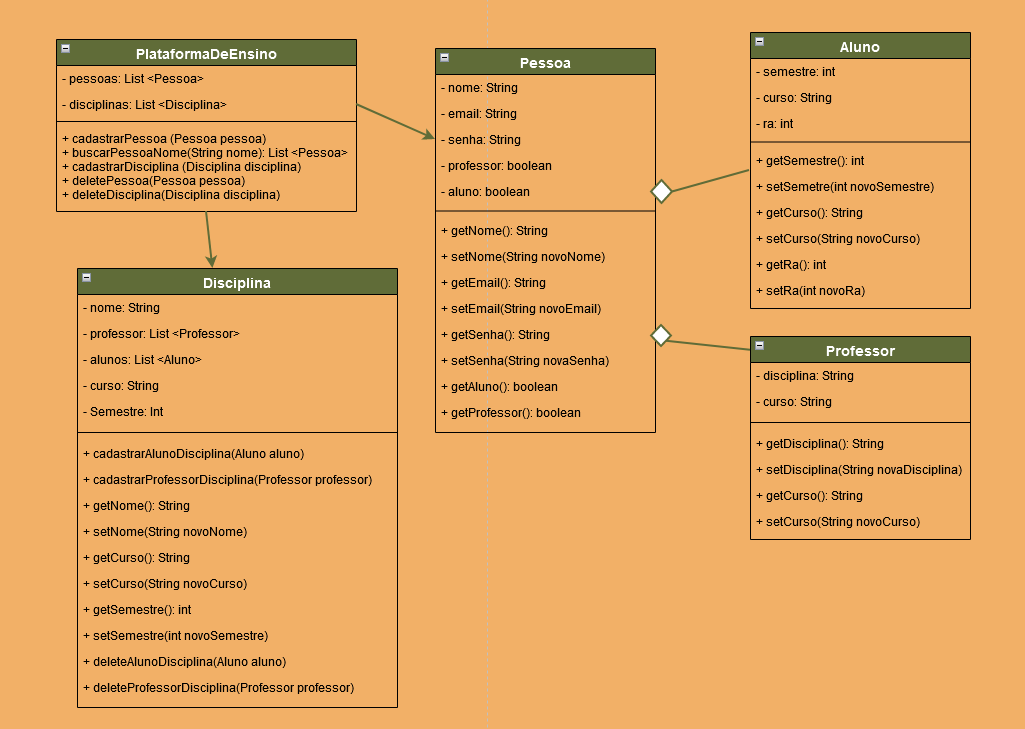 PlataformaDeEnsino
- pessoas: List <Pessoa>
- disciplinas: List <Disciplina>
+ cadastrarPessoa (Pessoa pessoa)
+ buscarPessoaNome(String nome): List <Pessoa>
+ cadastrarDisciplina (Disciplina disciplina)
+ deletePessoa(Pessoa pessoa)
+ deleteDisciplina(Disciplina disciplina)
Disciplina
- nome: String
- professor: List <Professor>
- alunos: List <Aluno>
- curso: String
- Semestre: Int
+ cadastrarAlunoDisciplina(Aluno aluno)
+ cadastrarProfessorDisciplina(Professor professor)
+ getNome(): String
+ setNome(String novoNome)
+ getCurso(): String
+ setCurso(String novoCurso)
+ getSemestre(): int
+ setSemestre(int novoSemestre)
+ deleteAlunoDisciplina(Aluno aluno)
+ deleteProfessorDisciplina(Professor professor)
Pessoa
- nome: String
- email: String
- senha: String
- professor: boolean
- aluno: boolean
+ getNome(): String
+ setNome(String novoNome)
+ getEmail(): String
+ setEmail(String novoEmail)
+ getSenha(): String
+ setSenha(String novaSenha)
+ getAluno(): boolean
+ getProfessor(): boolean
Aluno
- semestre: int
- curso: String
- ra: int
+ getSemestre(): int
+ setSemetre(int novoSemestre)
+ getCurso(): String
+ setCurso(String novoCurso)
+ getRa(): int
+ setRa(int novoRa)
Professor
- disciplina: String
- curso: String
+ getDisciplina(): String
+ setDisciplina(String novaDisciplina)
+ getCurso(): String
+ setCurso(String novoCurso)